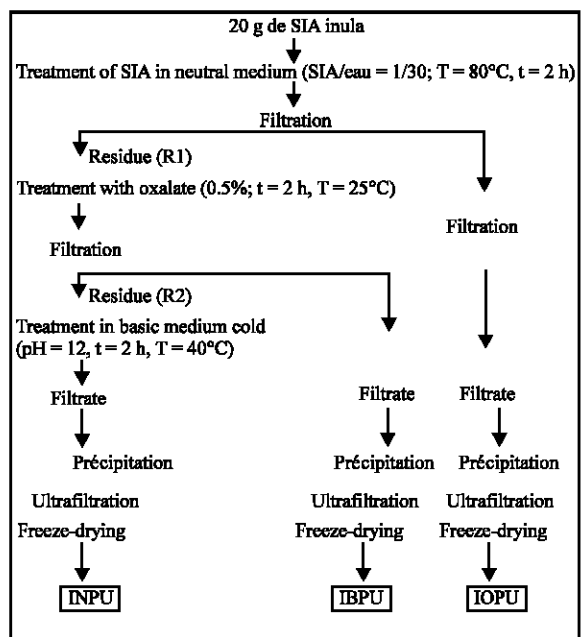 20 g de SIA inula
Treatment of SIA in neutral medium (SIA/eau = 1/30; T = 80°C, t = 2 h)
Filtration
Residue (R1)
Treatment with oxalate (0.5%; t = 2 h, T = 25°C)
Filtration
Filtration
Residue (R2)
Treatment in basic medium cold
(pH = 12, t = 2 h, T = 40°C)
Filtrate
Filtrate
Filtrate
Précipitation
Précipitation
Précipitation
Ultrafiltration
Ultrafiltration
Ultrafiltration
Freeze-drying
Freeze-drying
Freeze-drying
INPU
IBPU
IOPU